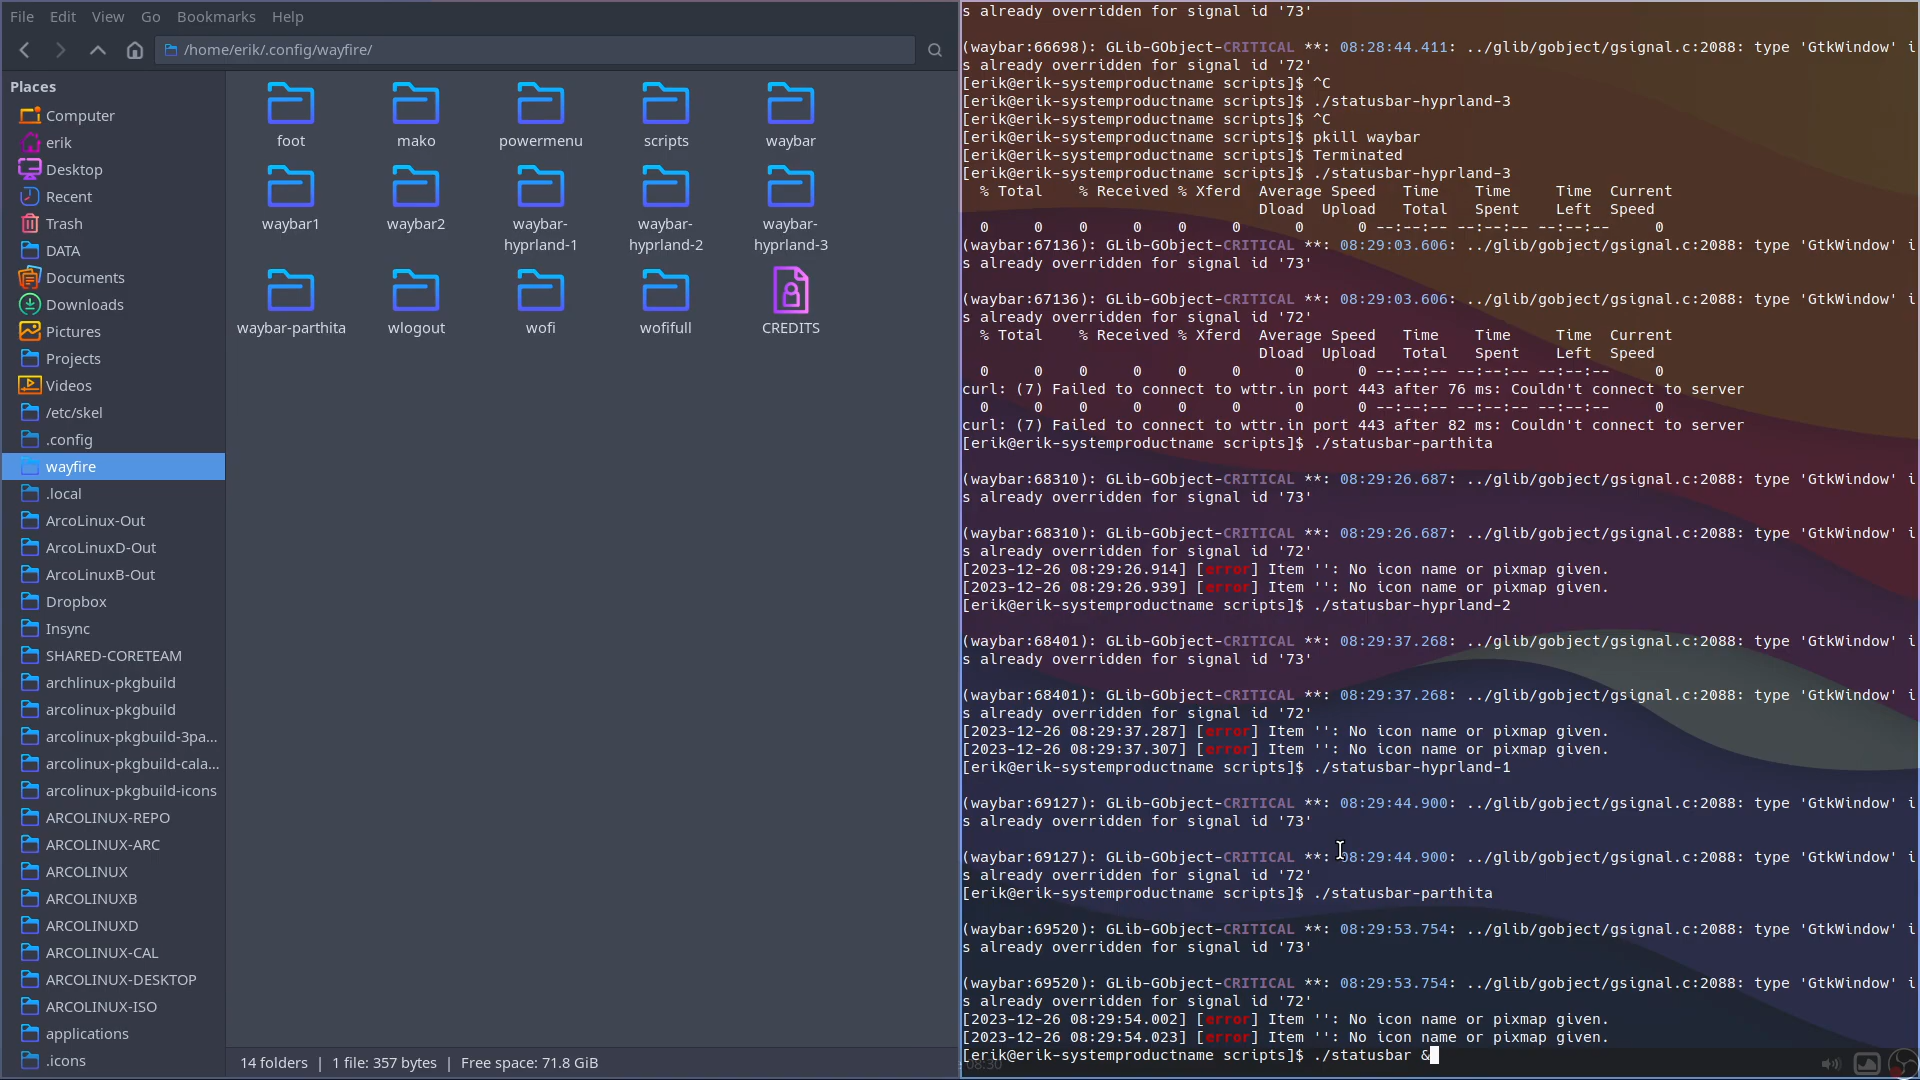 File Edit View Go Bookmarks Help
/home/erik/.config/wayfire/
Places
Computer
erik
Desktop
Recent
Trash
DATA
Documents
Downloads
Pictures
Projects
Videos
/etc/skel
.config
wayfire
.local
ArcoLinux-Out
ArcoLinuxD-Out
ArcoLinuxB-Out
Dropbox
Insync
SHARED-CORETEAM
archlinux-pkgbuild
arcolinux-pkgbuild
arcolinux-pkgbuild-3pa...
arcolinux-pkgbuild-cala...
arcolinux-pkgbuild-icons
ARCOLINUX-REPO
ARCOLINUX-ARC
ARCOLINUX
ARCOLINUXB
ARCOLINUXD
ARCOLINUX-CAL
ARCOLINUX-DESKTOP
ARCOLINUX-ISO
applications
.icons
foot mako powermenu scripts waybar
waybar1 waybar2 waybar-hyprland-1 waybar-hyprland-2 waybar-hyprland-3
waybar-parthita wlogout wofi wofifull CREDITS
14 folders | 1 file: 357 bytes | Free space: 71.8 GiB
s already overridden for signal id '73'
(waybar:66698): GLib-GObject-CRITICAL **: 08:28:44.411: ../glib/gobject/gsignal.c:2088: type 'GtkWindow' i
s already overridden for signal id '72'
[erik@erik-systemproductname scripts]$ ^C
[erik@erik-systemproductname scripts]$ ./statusbar-hyprland-3
[erik@erik-systemproductname scripts]$ ^C
[erik@erik-systemproductname scripts]$ pkill waybar
[erik@erik-systemproductname scripts]$ Terminated
[erik@erik-systemproductname scripts]$ ./statusbar-hyprland-3
% Total % Received % Xferd Average Speed Time Time Time Current
Dload Upload Total Spent Left Speed
0 0 0 0 0 0 0 0 --:--:-- --:--:-- --:--:-- 0
(waybar:67136): GLib-GObject-CRITICAL **: 08:29:03.606: ../glib/gobject/gsignal.c:2088: type 'GtkWindow' i
s already overridden for signal id '73'
(waybar:67136): GLib-GObject-CRITICAL **: 08:29:03.606: ../glib/gobject/gsignal.c:2088: type 'GtkWindow' i
s already overridden for signal id '72'
% Total % Received % Xferd Average Speed Time Time Time Current
Dload Upload Total Spent Left Speed
0 0 0 0 0 0 0 0 --:--:-- --:--:-- --:--:-- 0
curl: (7) Failed to connect to wttr.in port 443 after 76 ms: Couldn't connect to server
0 0 0 0 0 0 0 0 --:--:-- --:--:-- --:--:-- 0
curl: (7) Failed to connect to wttr.in port 443 after 82 ms: Couldn't connect to server
[erik@erik-systemproductname scripts]$ ./statusbar-parthita
(waybar:68310): GLib-GObject-CRITICAL **: 08:29:26.687: ../glib/gobject/gsignal.c:2088: type 'GtkWindow' i
s already overridden for signal id '73'
(waybar:68310): GLib-GObject-CRITICAL **: 08:29:26.687: ../glib/gobject/gsignal.c:2088: type 'GtkWindow' i
s already overridden for signal id '72'
[2023-12-26 08:29:26.914] [error] Item '': No icon name or pixmap given.
[2023-12-26 08:29:26.939] [error] Item '': No icon name or pixmap given.
[erik@erik-systemproductname scripts]$ ./statusbar-hyprland-2
(waybar:68401): GLib-GObject-CRITICAL **: 08:29:37.268: ../glib/gobject/gsignal.c:2088: type 'GtkWindow' i
s already overridden for signal id '73'
(waybar:68401): GLib-GObject-CRITICAL **: 08:29:37.268: ../glib/gobject/gsignal.c:2088: type 'GtkWindow' i
s already overridden for signal id '72'
[2023-12-26 08:29:37.287] [error] Item '': No icon name or pixmap given.
[2023-12-26 08:29:37.307] [error] Item '': No icon name or pixmap given.
[erik@erik-systemproductname scripts]$ ./statusbar-hyprland-1
(waybar:69127): GLib-GObject-CRITICAL **: 08:29:44.900: ../glib/gobject/gsignal.c:2088: type 'GtkWindow' i
s already overridden for signal id '73'
(waybar:69127): GLib-GObject-CRITICAL **: 08:29:44.900: ../glib/gobject/gsignal.c:2088: type 'GtkWindow' i
s already overridden for signal id '72'
[erik@erik-systemproductname scripts]$ ./statusbar-parthita
(waybar:69520): GLib-GObject-CRITICAL **: 08:29:53.754: ../glib/gobject/gsignal.c:2088: type 'GtkWindow' i
s already overridden for signal id '73'
(waybar:69520): GLib-GObject-CRITICAL **: 08:29:53.754: ../glib/gobject/gsignal.c:2088: type 'GtkWindow' i
s already overridden for signal id '72'
[2023-12-26 08:29:54.002] [error] Item '': No icon name or pixmap given.
[2023-12-26 08:29:54.023] [error] Item '': No icon name or pixmap given.
[erik@erik-systemproductname scripts]$ ./statusbar &
08:30